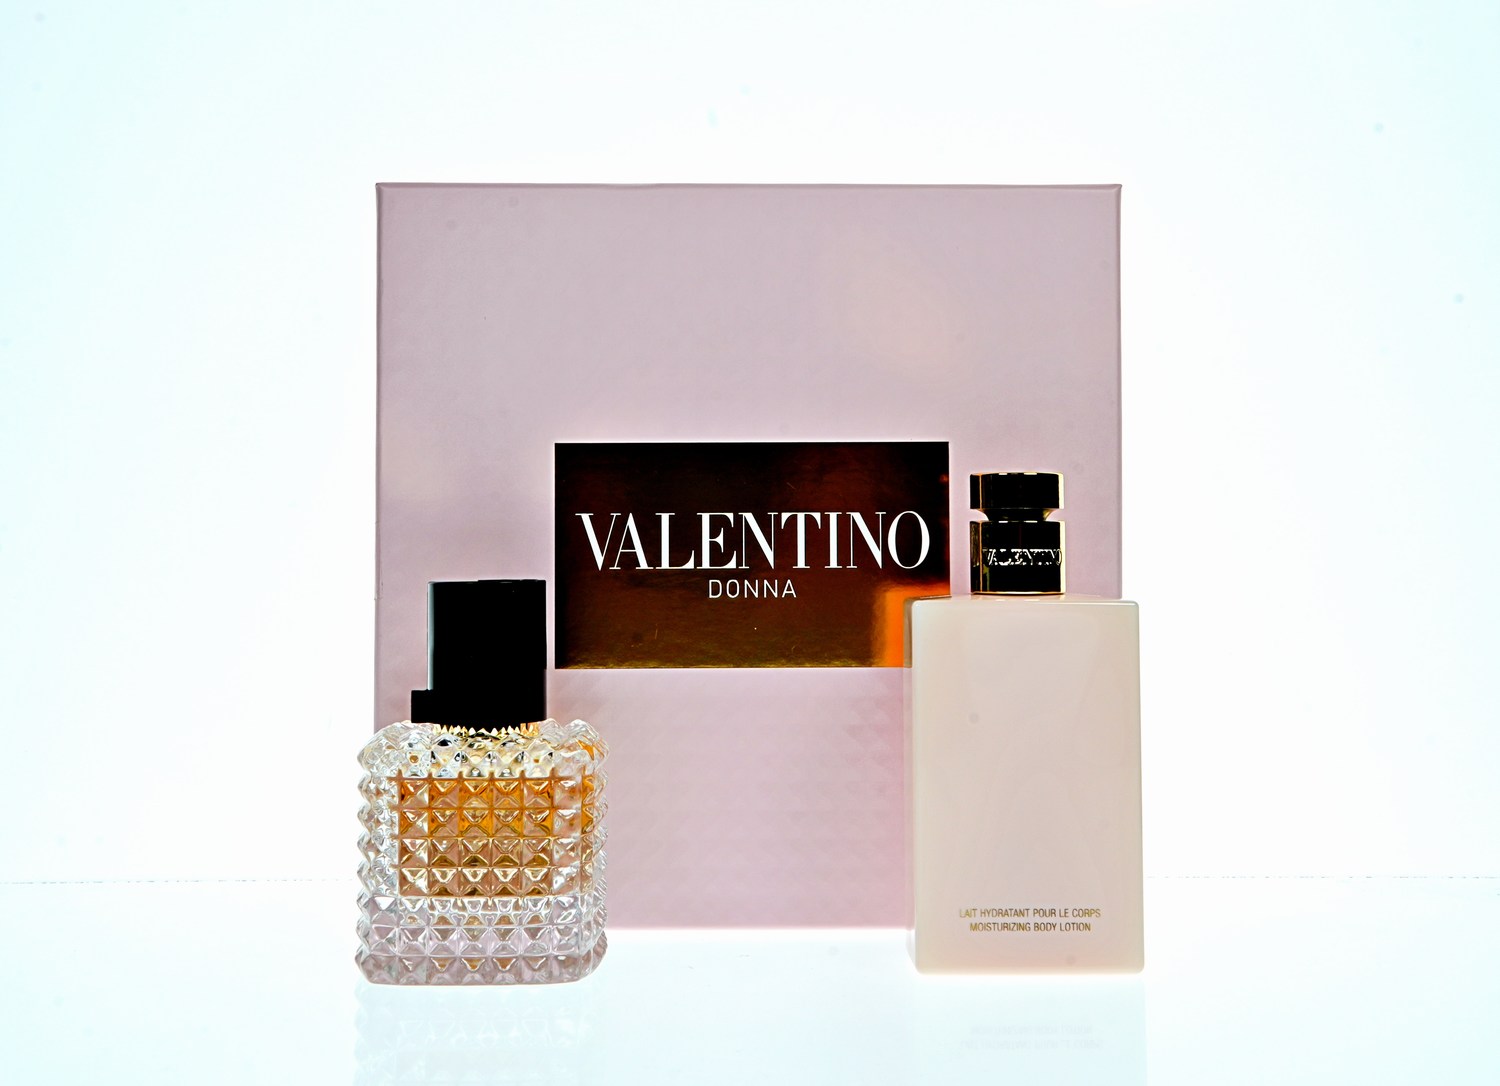 VALENTINO
DONNA
VALENTINO
LAIT HYDRATANT POUR LE CORPS
MOISTURIZING BODY LOTION